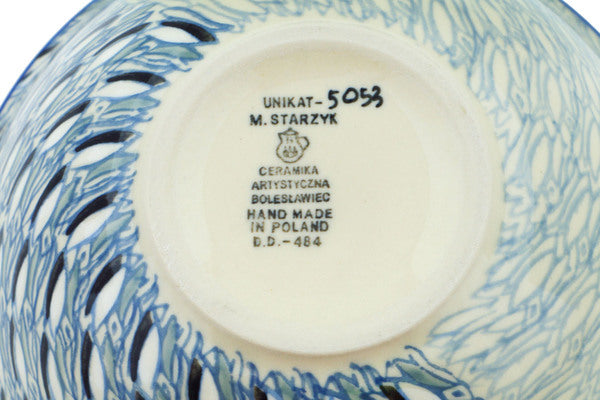 UNIKAT-5053
M. STARZYK
CERAMIKA
ARTYSTYCZNA
BOLESŁAWIEC
HAND MADE
IN POLAND
D.D.-484